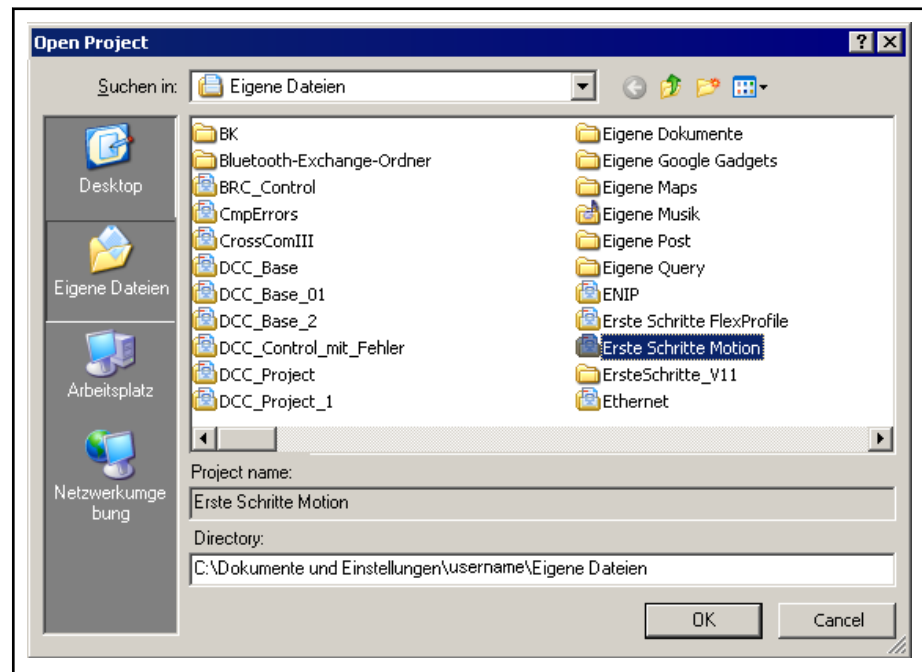 Open Project
Suchen in: Eigene Dateien
Desktop
Eigene Dateien
Arbeitsplatz
Netzwerkumge
bung
BK
Bluetooth-Exchange-Ordner
BRC_Control
CmpErrors
CrossComIII
DCC_Base
DCC_Base_01
DCC_Base_2
DCC_Control_mit_Fehler
DCC_Project
DCC_Project_1
Eigene Dokumente
Eigene Google Gadgets
Eigene Maps
Eigene Musik
Eigene Post
Eigene Query
ENIP
Erste Schritte FlexProfile
Erste Schritte Motion
ErsteSchritte_V11
Ethernet
Project name:
Erste Schritte Motion
Directory:
C:\Dokumente und Einstellungen\username\Eigene Dateien
OK Cancel